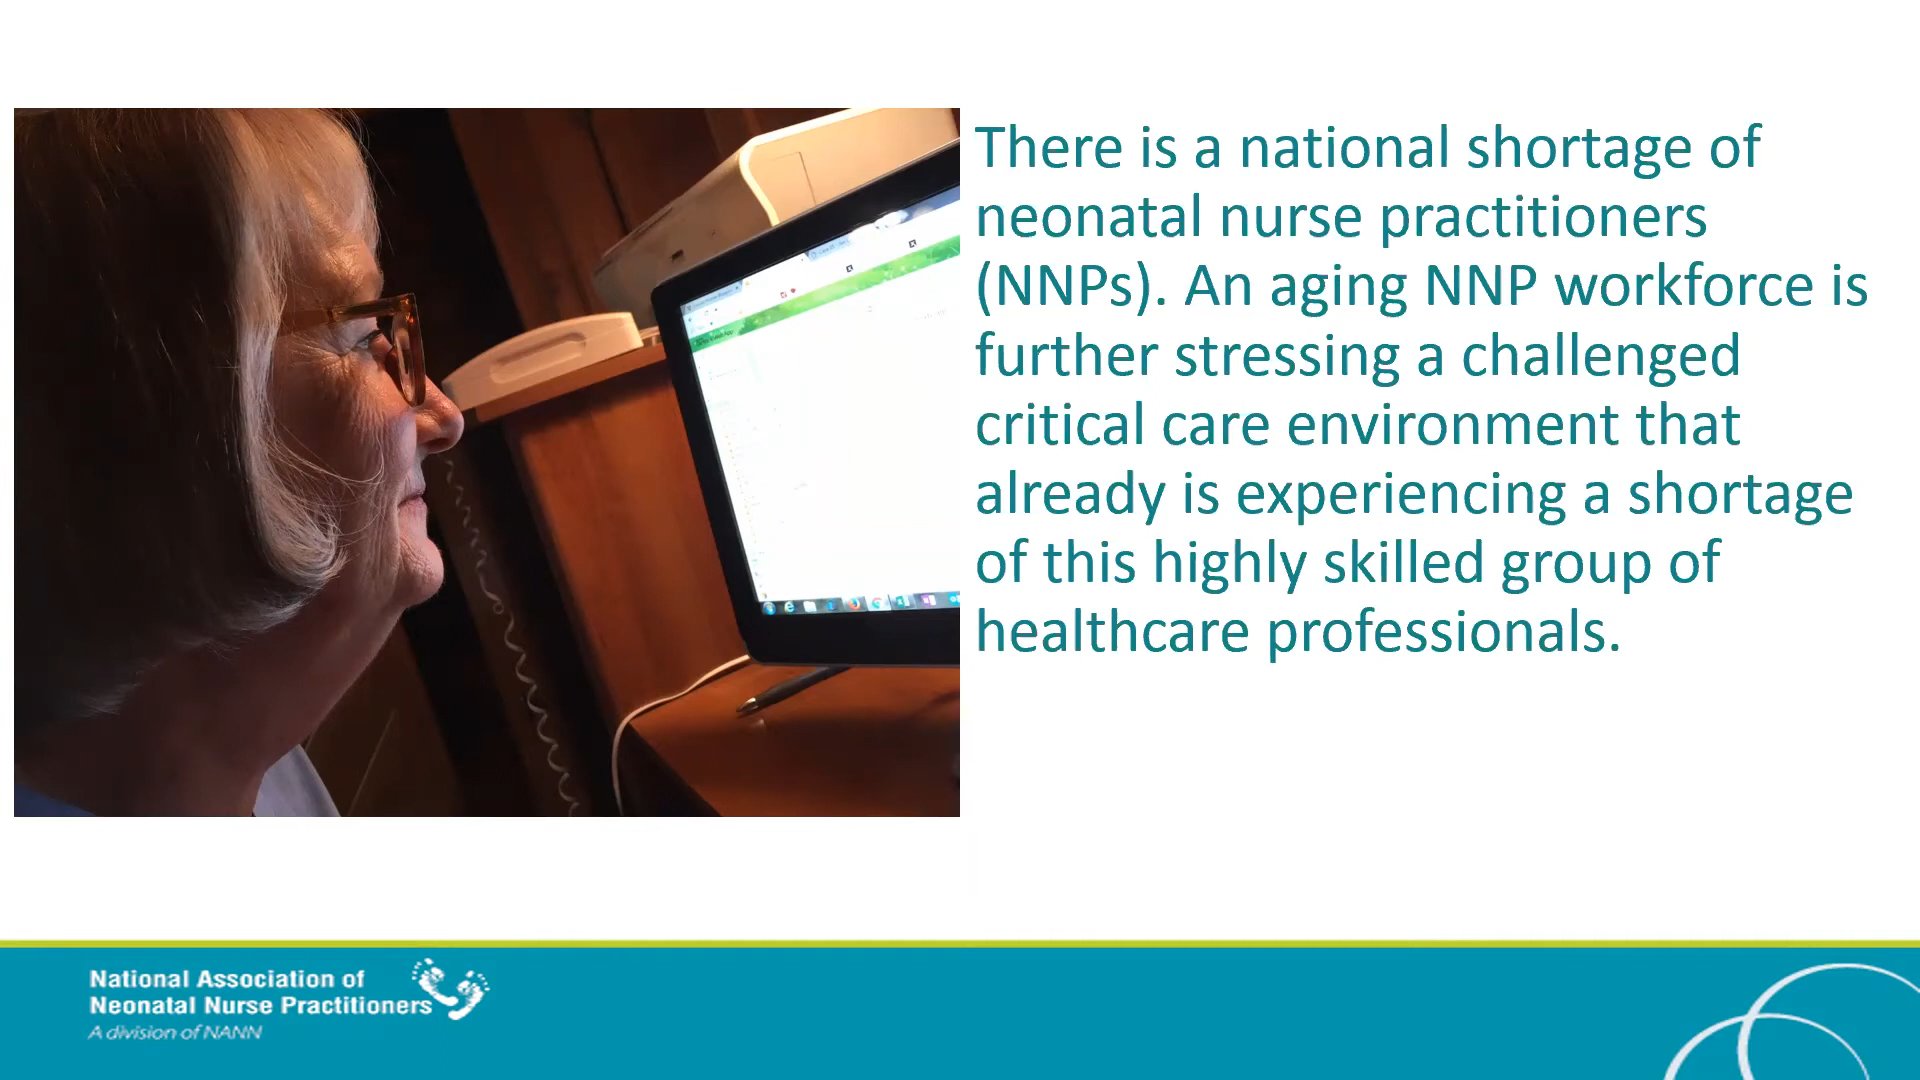 There is a national shortage of
neonatal nurse practitioners
(NNPs). An aging NNP workforce is
further stressing a challenged
critical care environment that
already is experiencing a shortage
of this highly skilled group of
healthcare professionals.
National Association of
Neonatal Nurse Practitioners
A division of NANN